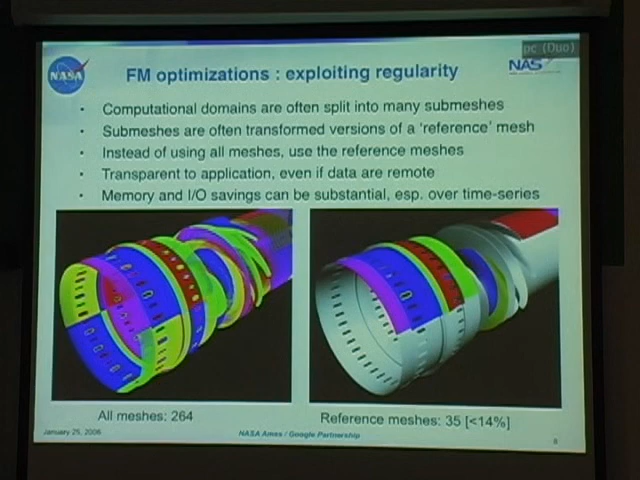 pc (Duo)
NASA
NAS
FM optimizations : exploiting regularity
• Computational domains are often split into many submeshes
• Submeshes are often transformed versions of a 'reference' mesh
• Instead of using all meshes, use the reference meshes
• Transparent to application, even if data are remote
• Memory and I/O savings can be substantial, esp. over time-series
All meshes: 264
Reference meshes: 35 [<14%]
January 25, 2006
NASA Ames / Google Partnership